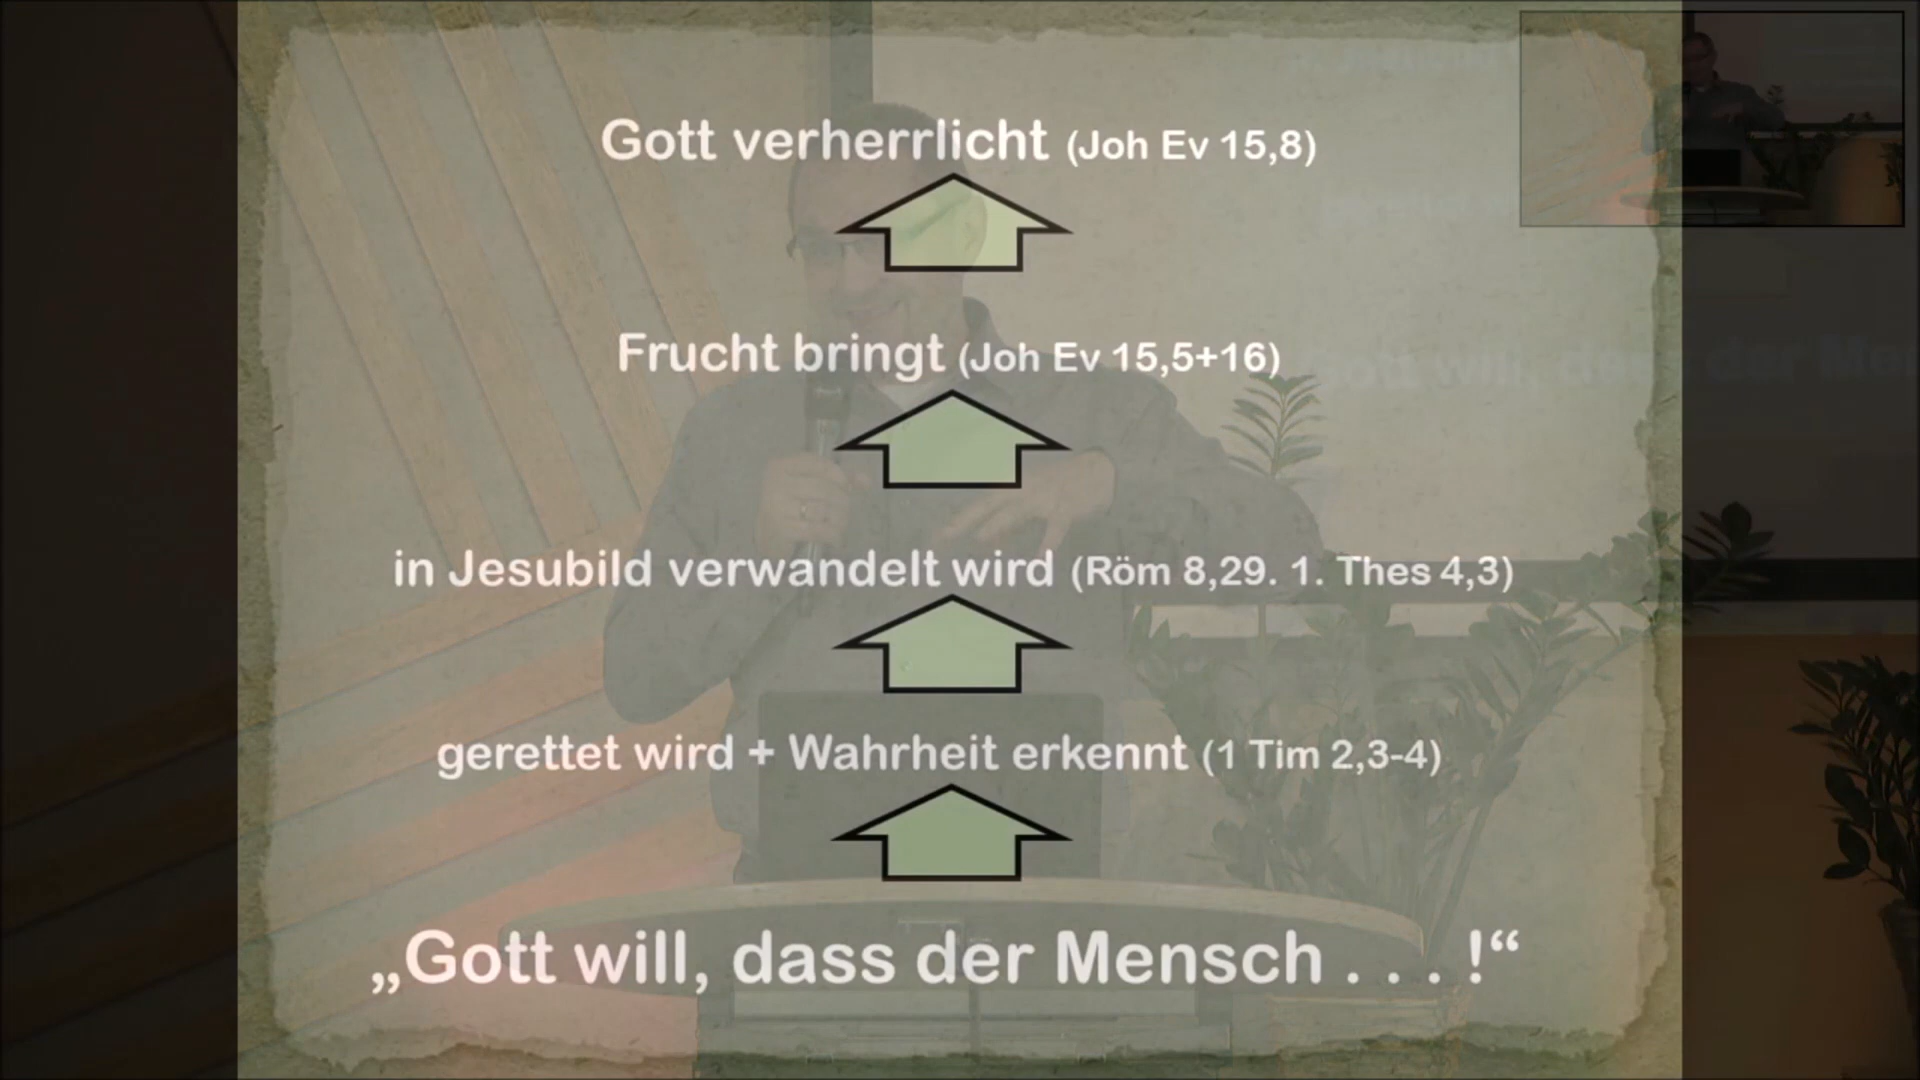 Gott verherrlicht (Joh Ev 15,8)
Frucht bringt (Joh Ev 15,5+16)
in Jesubild verwandelt wird (Röm 8,29. 1. Thes 4,3)
gerettet wird + Wahrheit erkennt (1 Tim 2,3-4)
„Gott will, dass der Mensch . . . !“